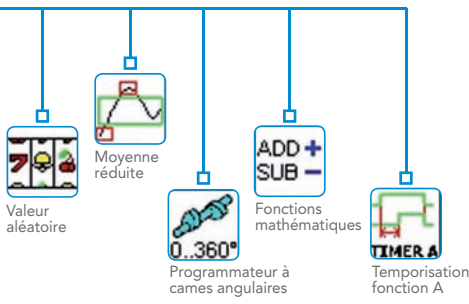 Valeur
aléatoire
Moyenne
réduite
0..360°
Programmateur à
cames angulaires
ADD +
SUB -
Fonctions
mathématiques
TIMER A
Temporisation
fonction A